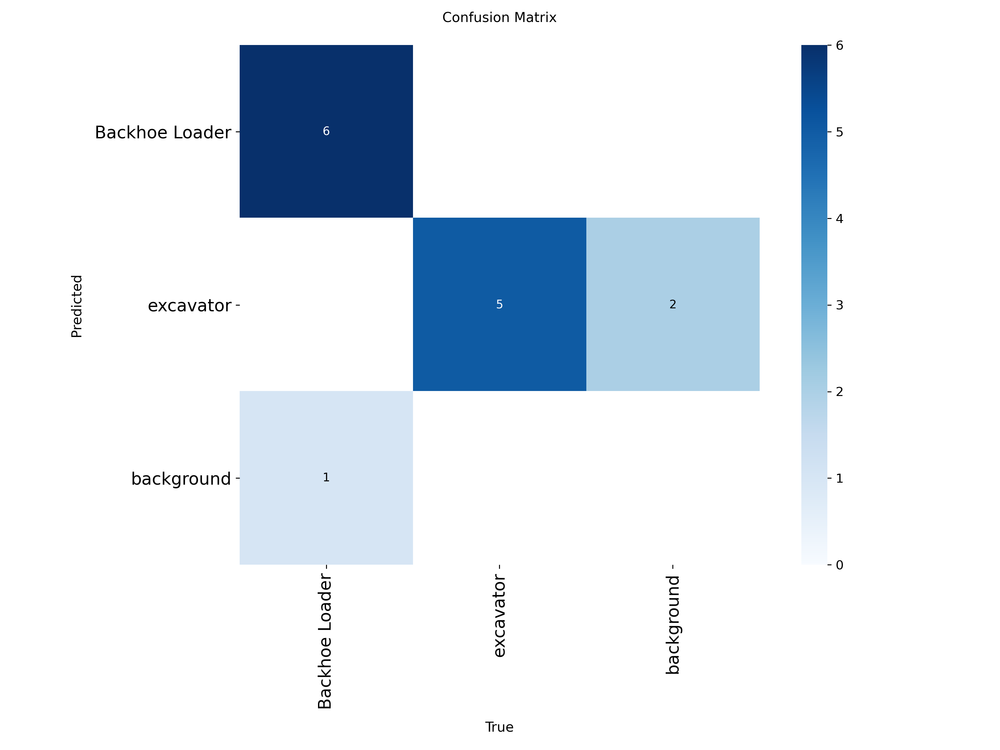 Confusion Matrix
Backhoe Loader
excavator
background
Predicted
6
5
2
1
Backhoe Loader
excavator
background
True
6
5
4
3
2
1
0